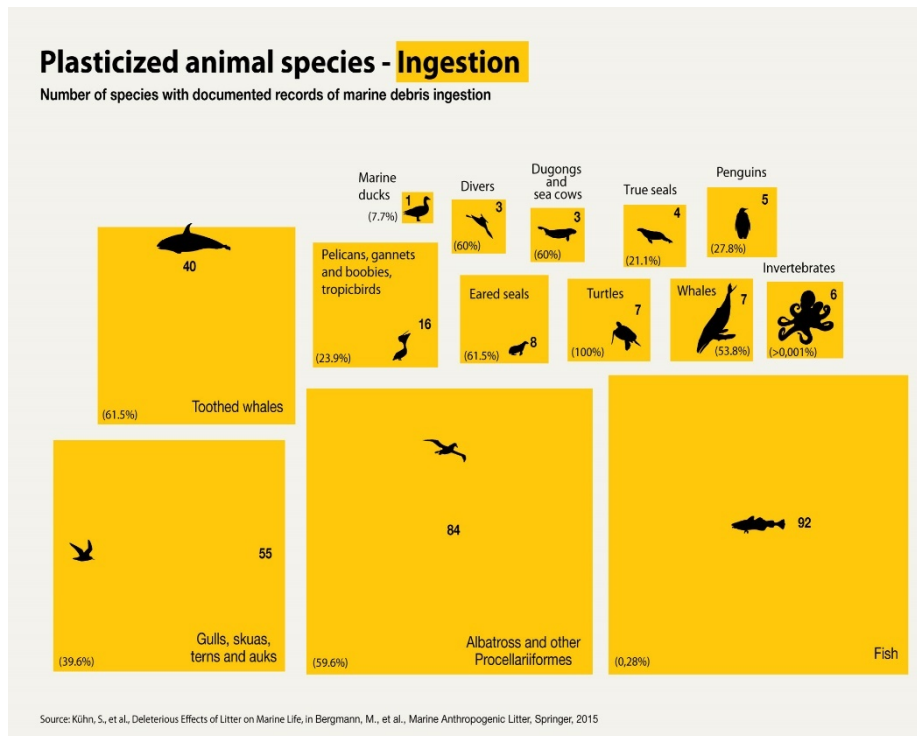 Plasticized animal species - Ingestion
Number of species with documented records of marine debris ingestion
Marine
ducks
1
(7.7%)
Divers
3
(60%)
Dugongs
and
sea cows
3
(60%)
True seals
4
(21.1%)
Penguins
5
(27.8%)
40
(61.5%)
Toothed whales
Pelicans, gannets
and boobies,
tropicbirds
16
(23.9%)
Eared seals
8
(61.5%)
Turtles
7
(100%)
Whales
7
(53.8%)
Invertebrates
6
(>0,001%)
55
Gulls, skuas,
terns and auks
(39.6%)
84
Albatross and other
Procellariiformes
(59.6%)
92
(0,28%)
Fish
Source: Kühn, S., et al., Deleterious Effects of Litter on Marine Life, in Bergmann, M., et al., Marine Anthropogenic Litter, Springer, 2015